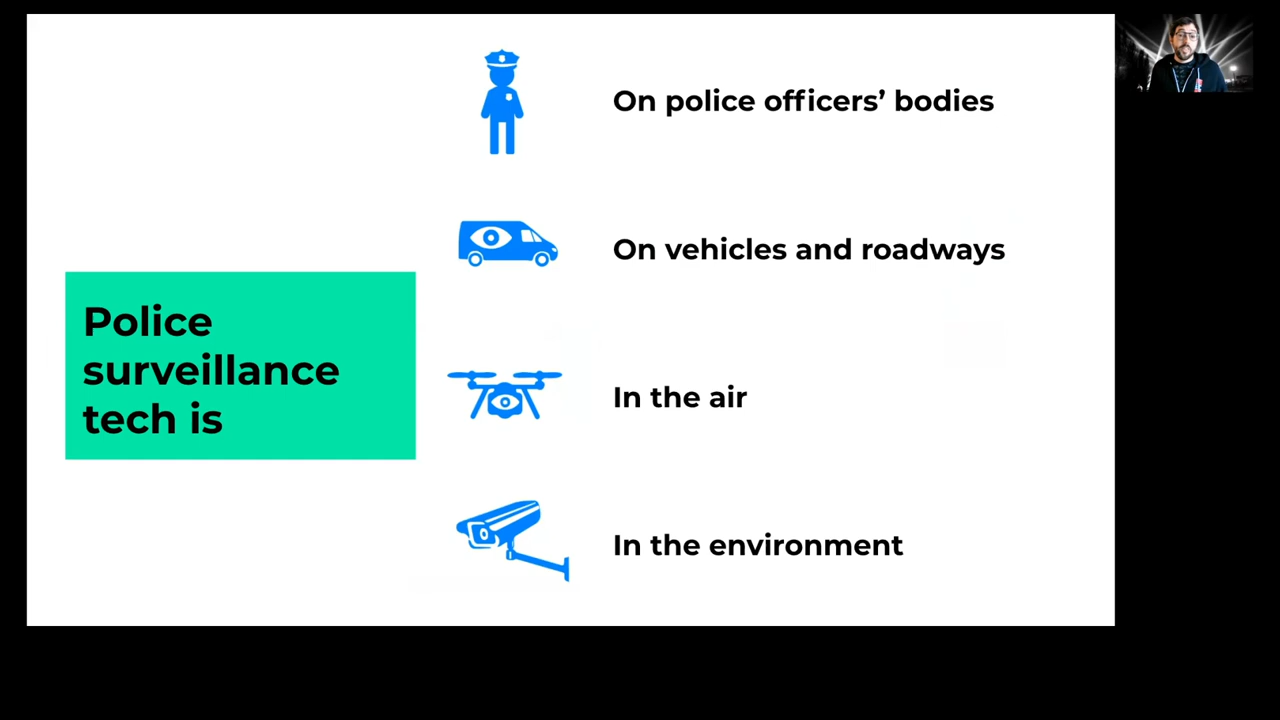 Police
surveillance
tech is
On police officers’ bodies
On vehicles and roadways
In the air
In the environment